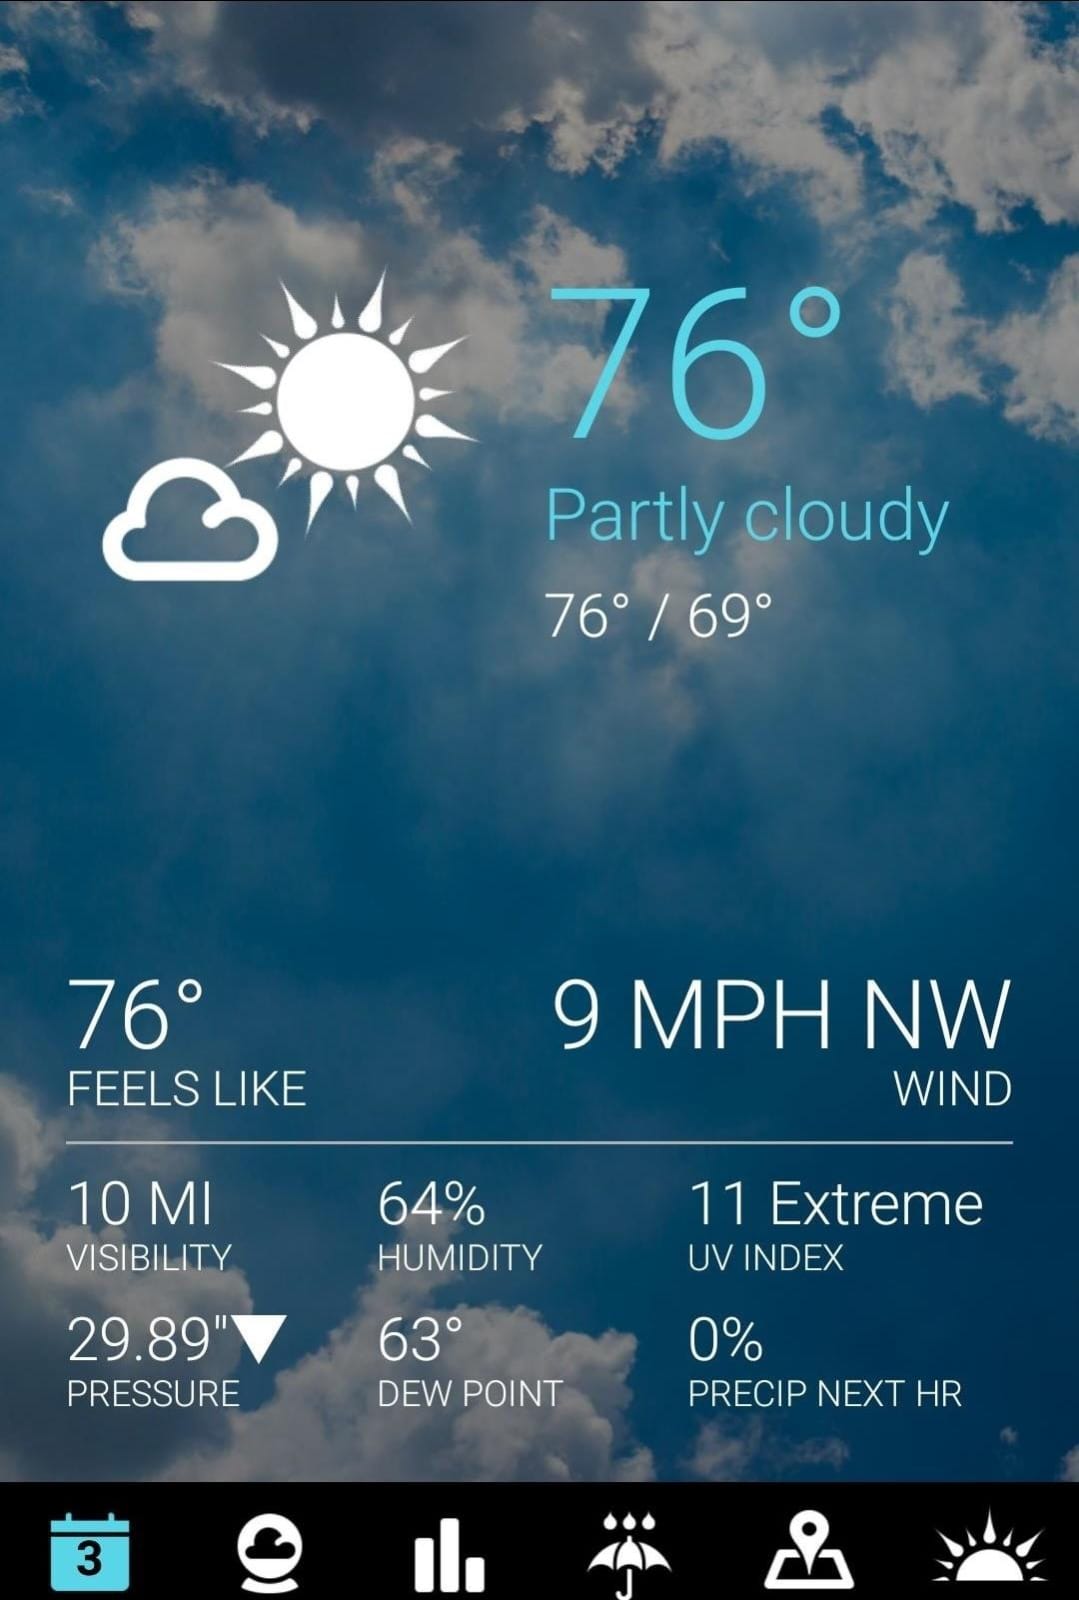 76°
Partly cloudy
76° / 69°
76°
FEELS LIKE
9 MPH NW
WIND
10 MI
VISIBILITY
64%
HUMIDITY
11 Extreme
UV INDEX
29.89"
PRESSURE
63°
DEW POINT
0%
PRECIP NEXT HR
3